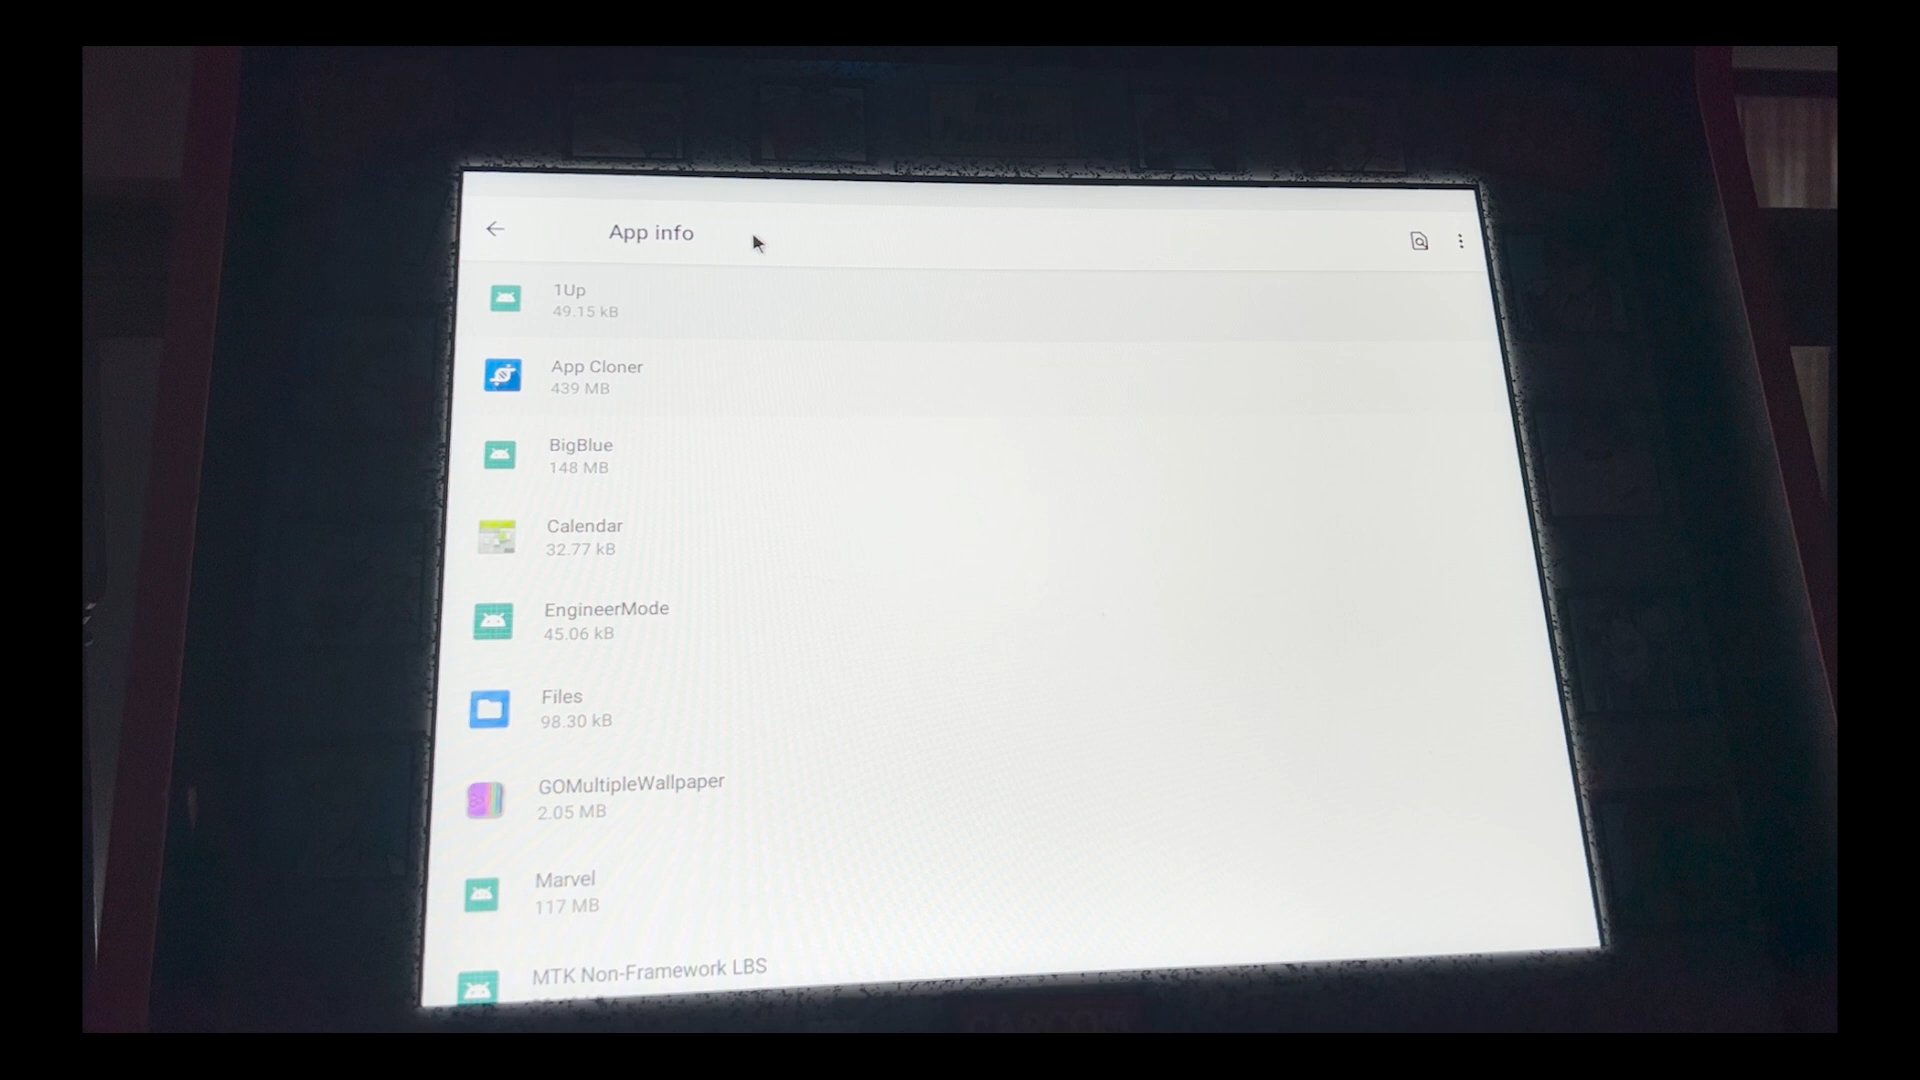 App info
1Up
49.15 kB
App Cloner
439 MB
BigBlue
148 MB
Calendar
32.77 kB
EngineerMode
45.06 kB
Files
98.30 kB
GOMultipleWallpaper
2.05 MB
Marvel
117 MB
MTK Non-Framework LBS
CAPCOM